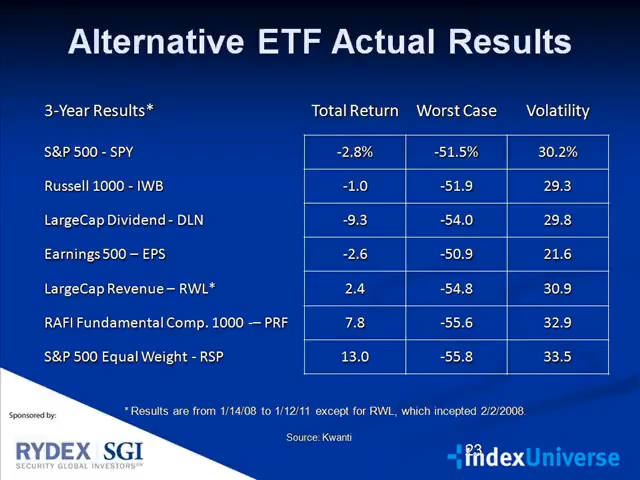 Alternative ETF Actual Results
3-Year Results* Total Return Worst Case Volatility
S&P 500 - SPY -2.8% -51.5% 30.2%
Russell 1000 - IWB -1.0 -51.9 29.3
LargeCap Dividend - DLN -9.3 -54.0 29.8
Earnings 500 – EPS -2.6 -50.9 21.6
LargeCap Revenue – RWL* 2.4 -54.8 30.9
RAFI Fundamental Comp. 1000 -– PRF 7.8 -55.6 32.9
S&P 500 Equal Weight - RSP 13.0 -55.8 33.5
* Results are from 1/14/08 to 1/12/11 except for RWL, which incepted 2/2/2008.
Sponsored by:
Source: Kwanti
RYDEX | SGI
SECURITY GLOBAL INVESTORS℠
23
IndexUniverse